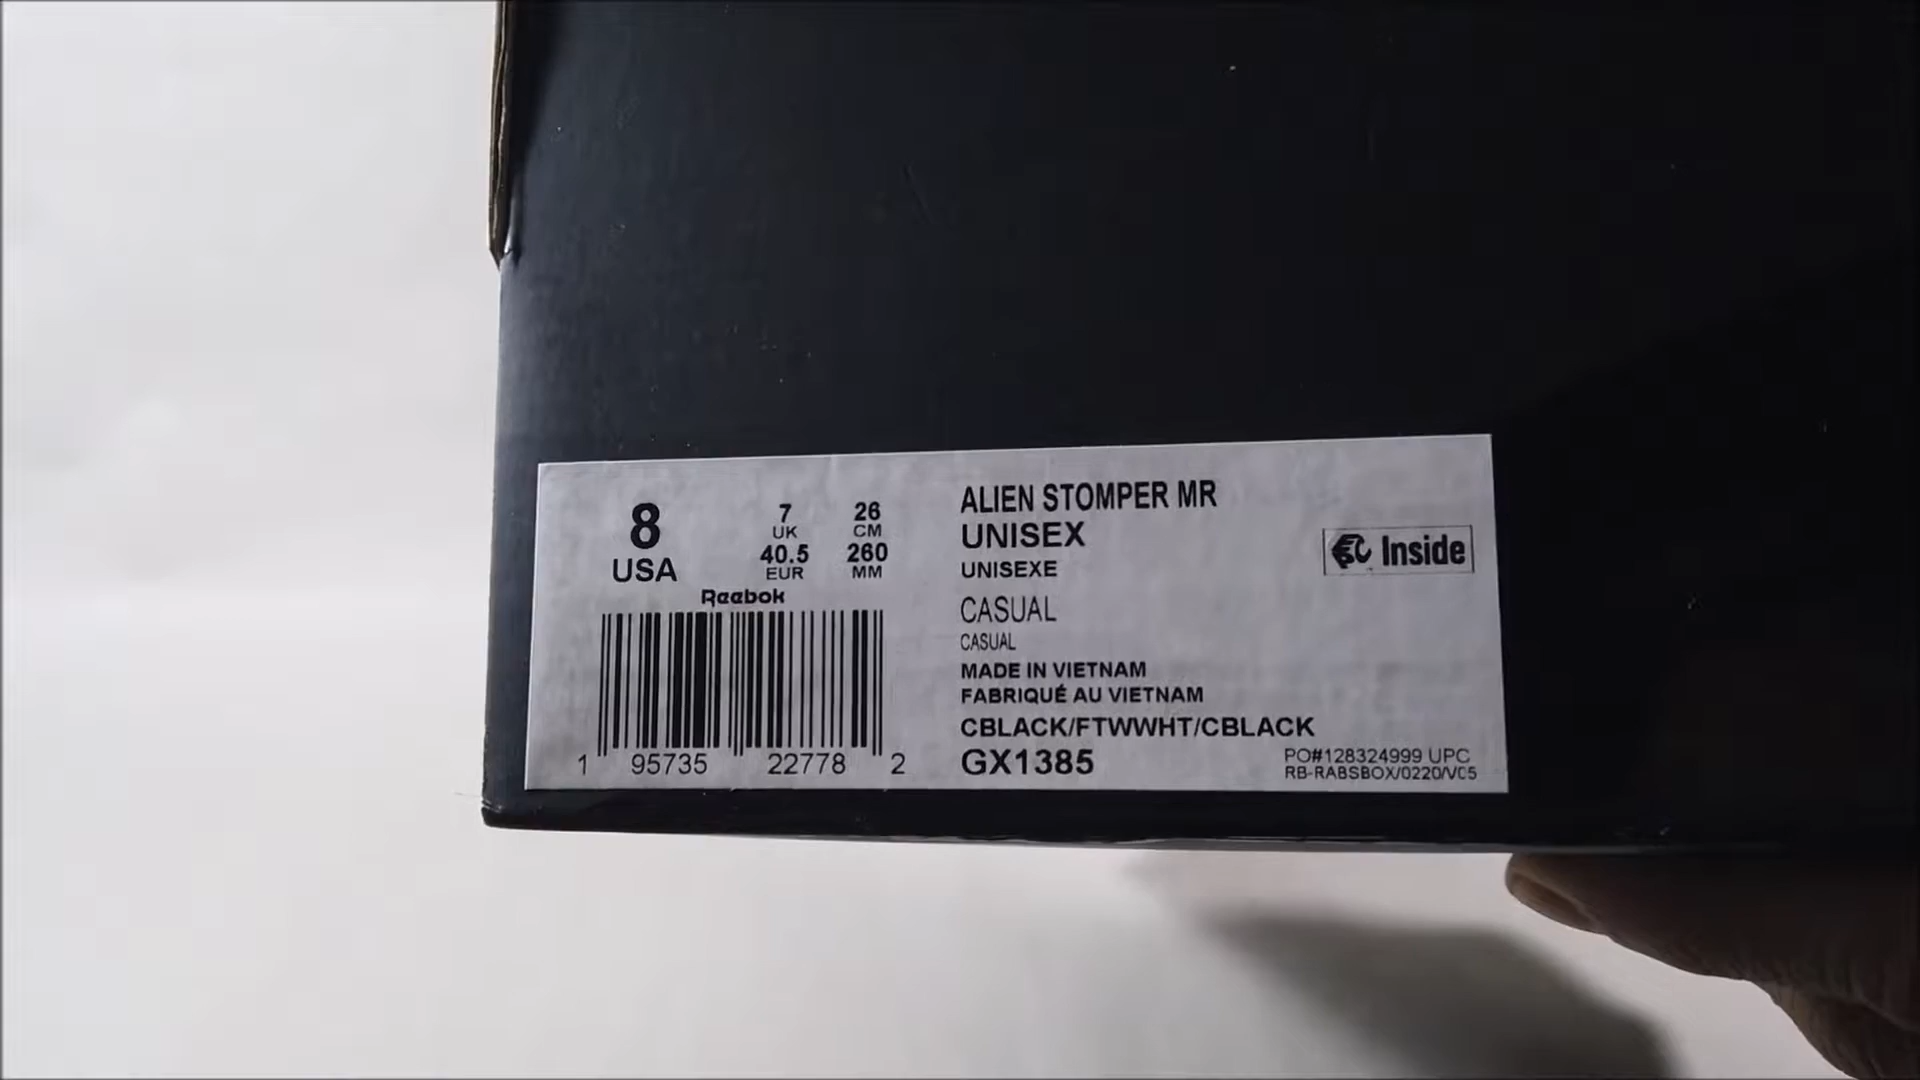 8
USA
7
UK
40.5
EUR
26
CM
260
MM
Reebok
1 95735 22778 2
ALIEN STOMPER MR
UNISEX
UNISEXE
CASUAL
CASUAL
MADE IN VIETNAM
FABRIQUÉ AU VIETNAM
CBLACK/FTWWHT/CBLACK
GX1385
Inside
PO#128324999 UPC
RB-RABSBOX/0220/V05